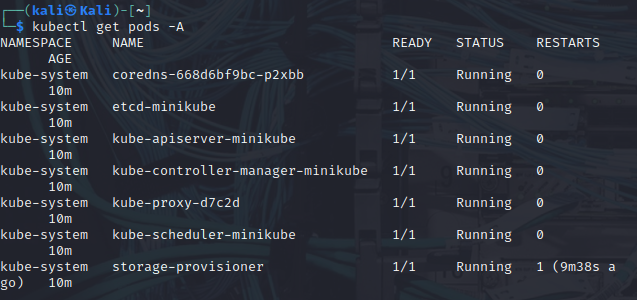 ┌──(kali㉿Kali)-[~]
└─$ kubectl get pods -A
NAMESPACE     NAME                               READY   STATUS    RESTARTS
      AGE
kube-system   coredns-668d6bf9bc-p2xbb           1/1     Running   0
      10m
kube-system   etcd-minikube                      1/1     Running   0
      10m
kube-system   kube-apiserver-minikube            1/1     Running   0
      10m
kube-system   kube-controller-manager-minikube   1/1     Running   0
      10m
kube-system   kube-proxy-d7c2d                   1/1     Running   0
      10m
kube-system   kube-scheduler-minikube            1/1     Running   0
      10m
kube-system   storage-provisioner                1/1     Running   1 (9m38s a
go)   10m